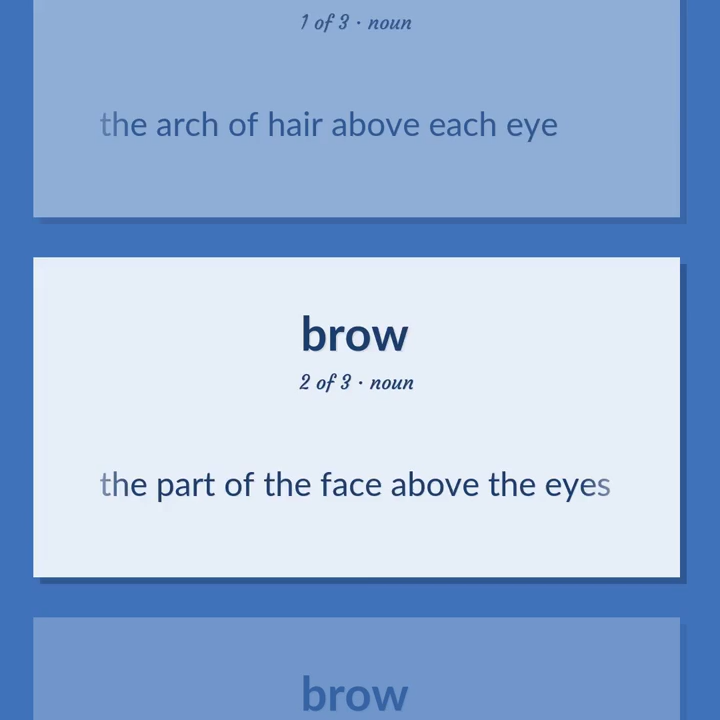 1 of 3 · noun
the arch of hair above each eye
brow
2 of 3 · noun
the part of the face above the eyes
brow